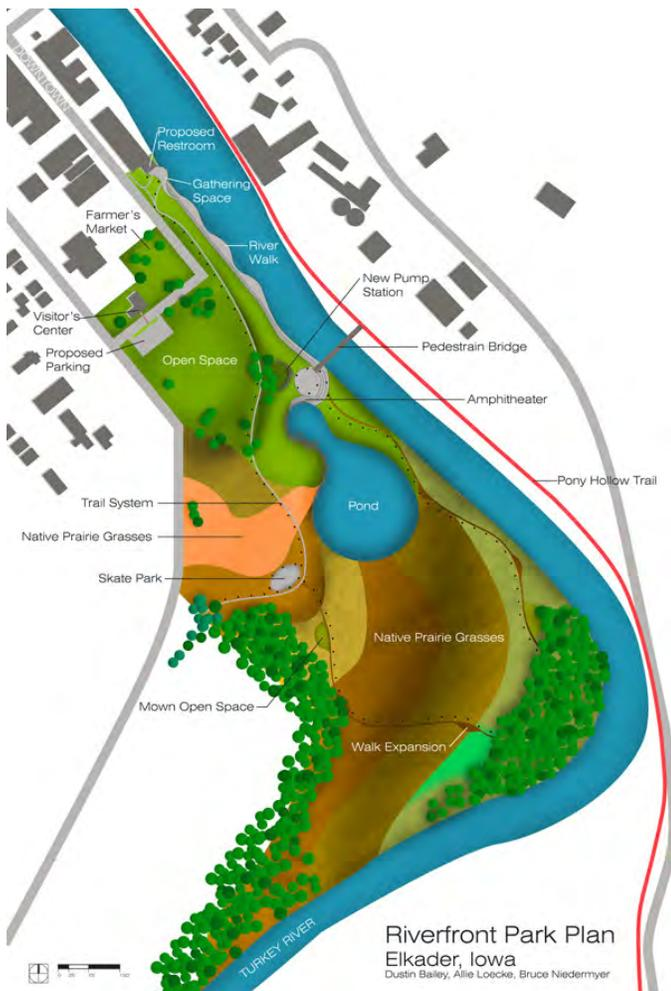 DOWNTOWN
Proposed
Restroom
Gathering
Space
Farmer's
Market
River
Walk
New Pump
Station
Visitor's
Center
Proposed
Parking
Open Space
Pedestrain Bridge
Amphitheater
Pony Hollow Trail
Trail System
Pond
Native Prairie Grasses
Skate Park
Native Prairie Grasses
Mown Open Space
Walk Expansion
TURKEY RIVER
Riverfront Park Plan
Elkader, Iowa
Dustin Bailey, Allie Loecke, Bruce Niedermyer